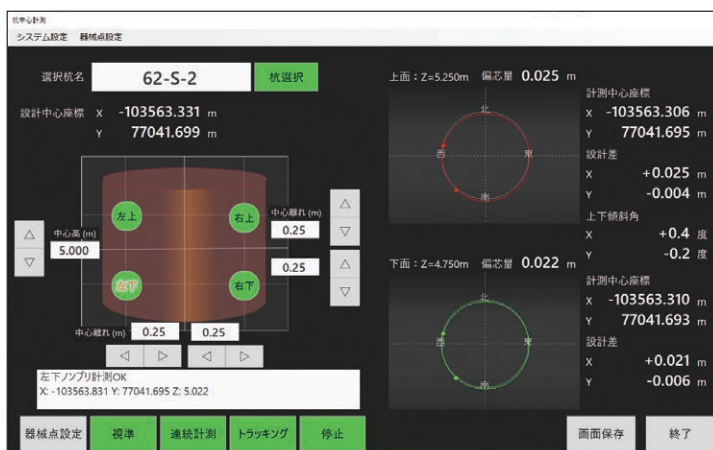 杭中心計測
システム設定 器械点設定
選択杭名 62-S-2 杭選択
設計中心座標 X -103563.331 m
Y 77041.699 m
左上
右上
左下
右下
中心高(m)
5.000
中心離れ(m)
0.25
0.25
中心離れ(m) 0.25 0.25
左下ノンプリ計測OK
X: -103563.831 Y: 77041.695 Z: 5.022
器械点設定 視準 連続計測 トラッキング 停止
上面:Z=5.250m 偏芯量 0.025 m
北
西
東
南
計測中心座標
X -103563.306 m
Y 77041.695 m
設計差
X +0.025 m
Y -0.004 m
上下傾斜角
X +0.4 度
Y -0.2 度
下面:Z=4.750m 偏芯量 0.022 m
北
西
東
南
計測中心座標
X -103563.310 m
Y 77041.693 m
設計差
X +0.021 m
Y -0.006 m
画面保存 終了